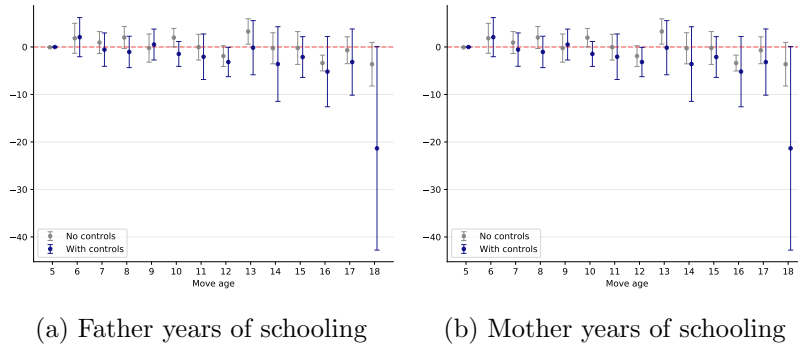 0
−10
−20
−30
−40
No controls
With controls
5 6 7 8 9 10 11 12 13 14 15 16 17 18
Move age
(a) Father years of schooling
0
−10
−20
−30
−40
No controls
With controls
5 6 7 8 9 10 11 12 13 14 15 16 17 18
Move age
(b) Mother years of schooling